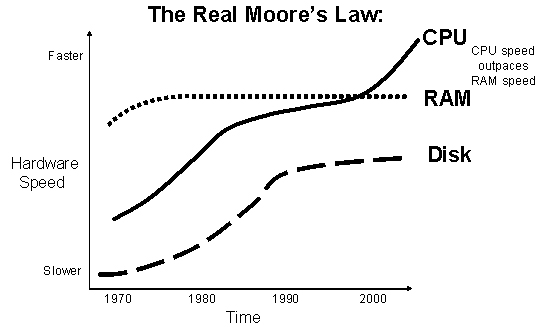 The Real Moore's Law:
Faster
CPU
CPU speed
outpaces
RAM speed
RAM
Hardware
Speed
Disk
Slower
1970 1980 1990 2000
Time